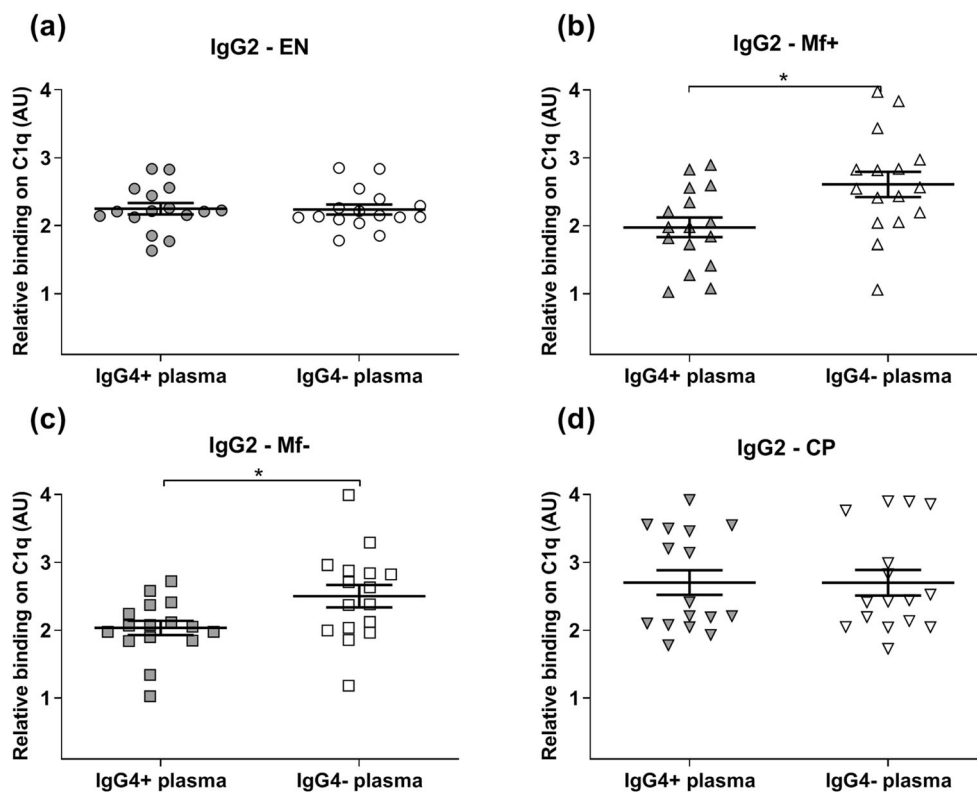 (a)
IgG2 - EN
Relative binding on C1q (AU)
4
3
2
1
IgG4+ plasma
IgG4- plasma
(b)
IgG2 - Mf+
*
Relative binding on C1q (AU)
4
3
2
1
IgG4+ plasma
IgG4- plasma
(c)
IgG2 - Mf-
*
Relative binding on C1q (AU)
4
3
2
1
IgG4+ plasma
IgG4- plasma
(d)
IgG2 - CP
Relative binding on C1q (AU)
4
3
2
1
IgG4+ plasma
IgG4- plasma